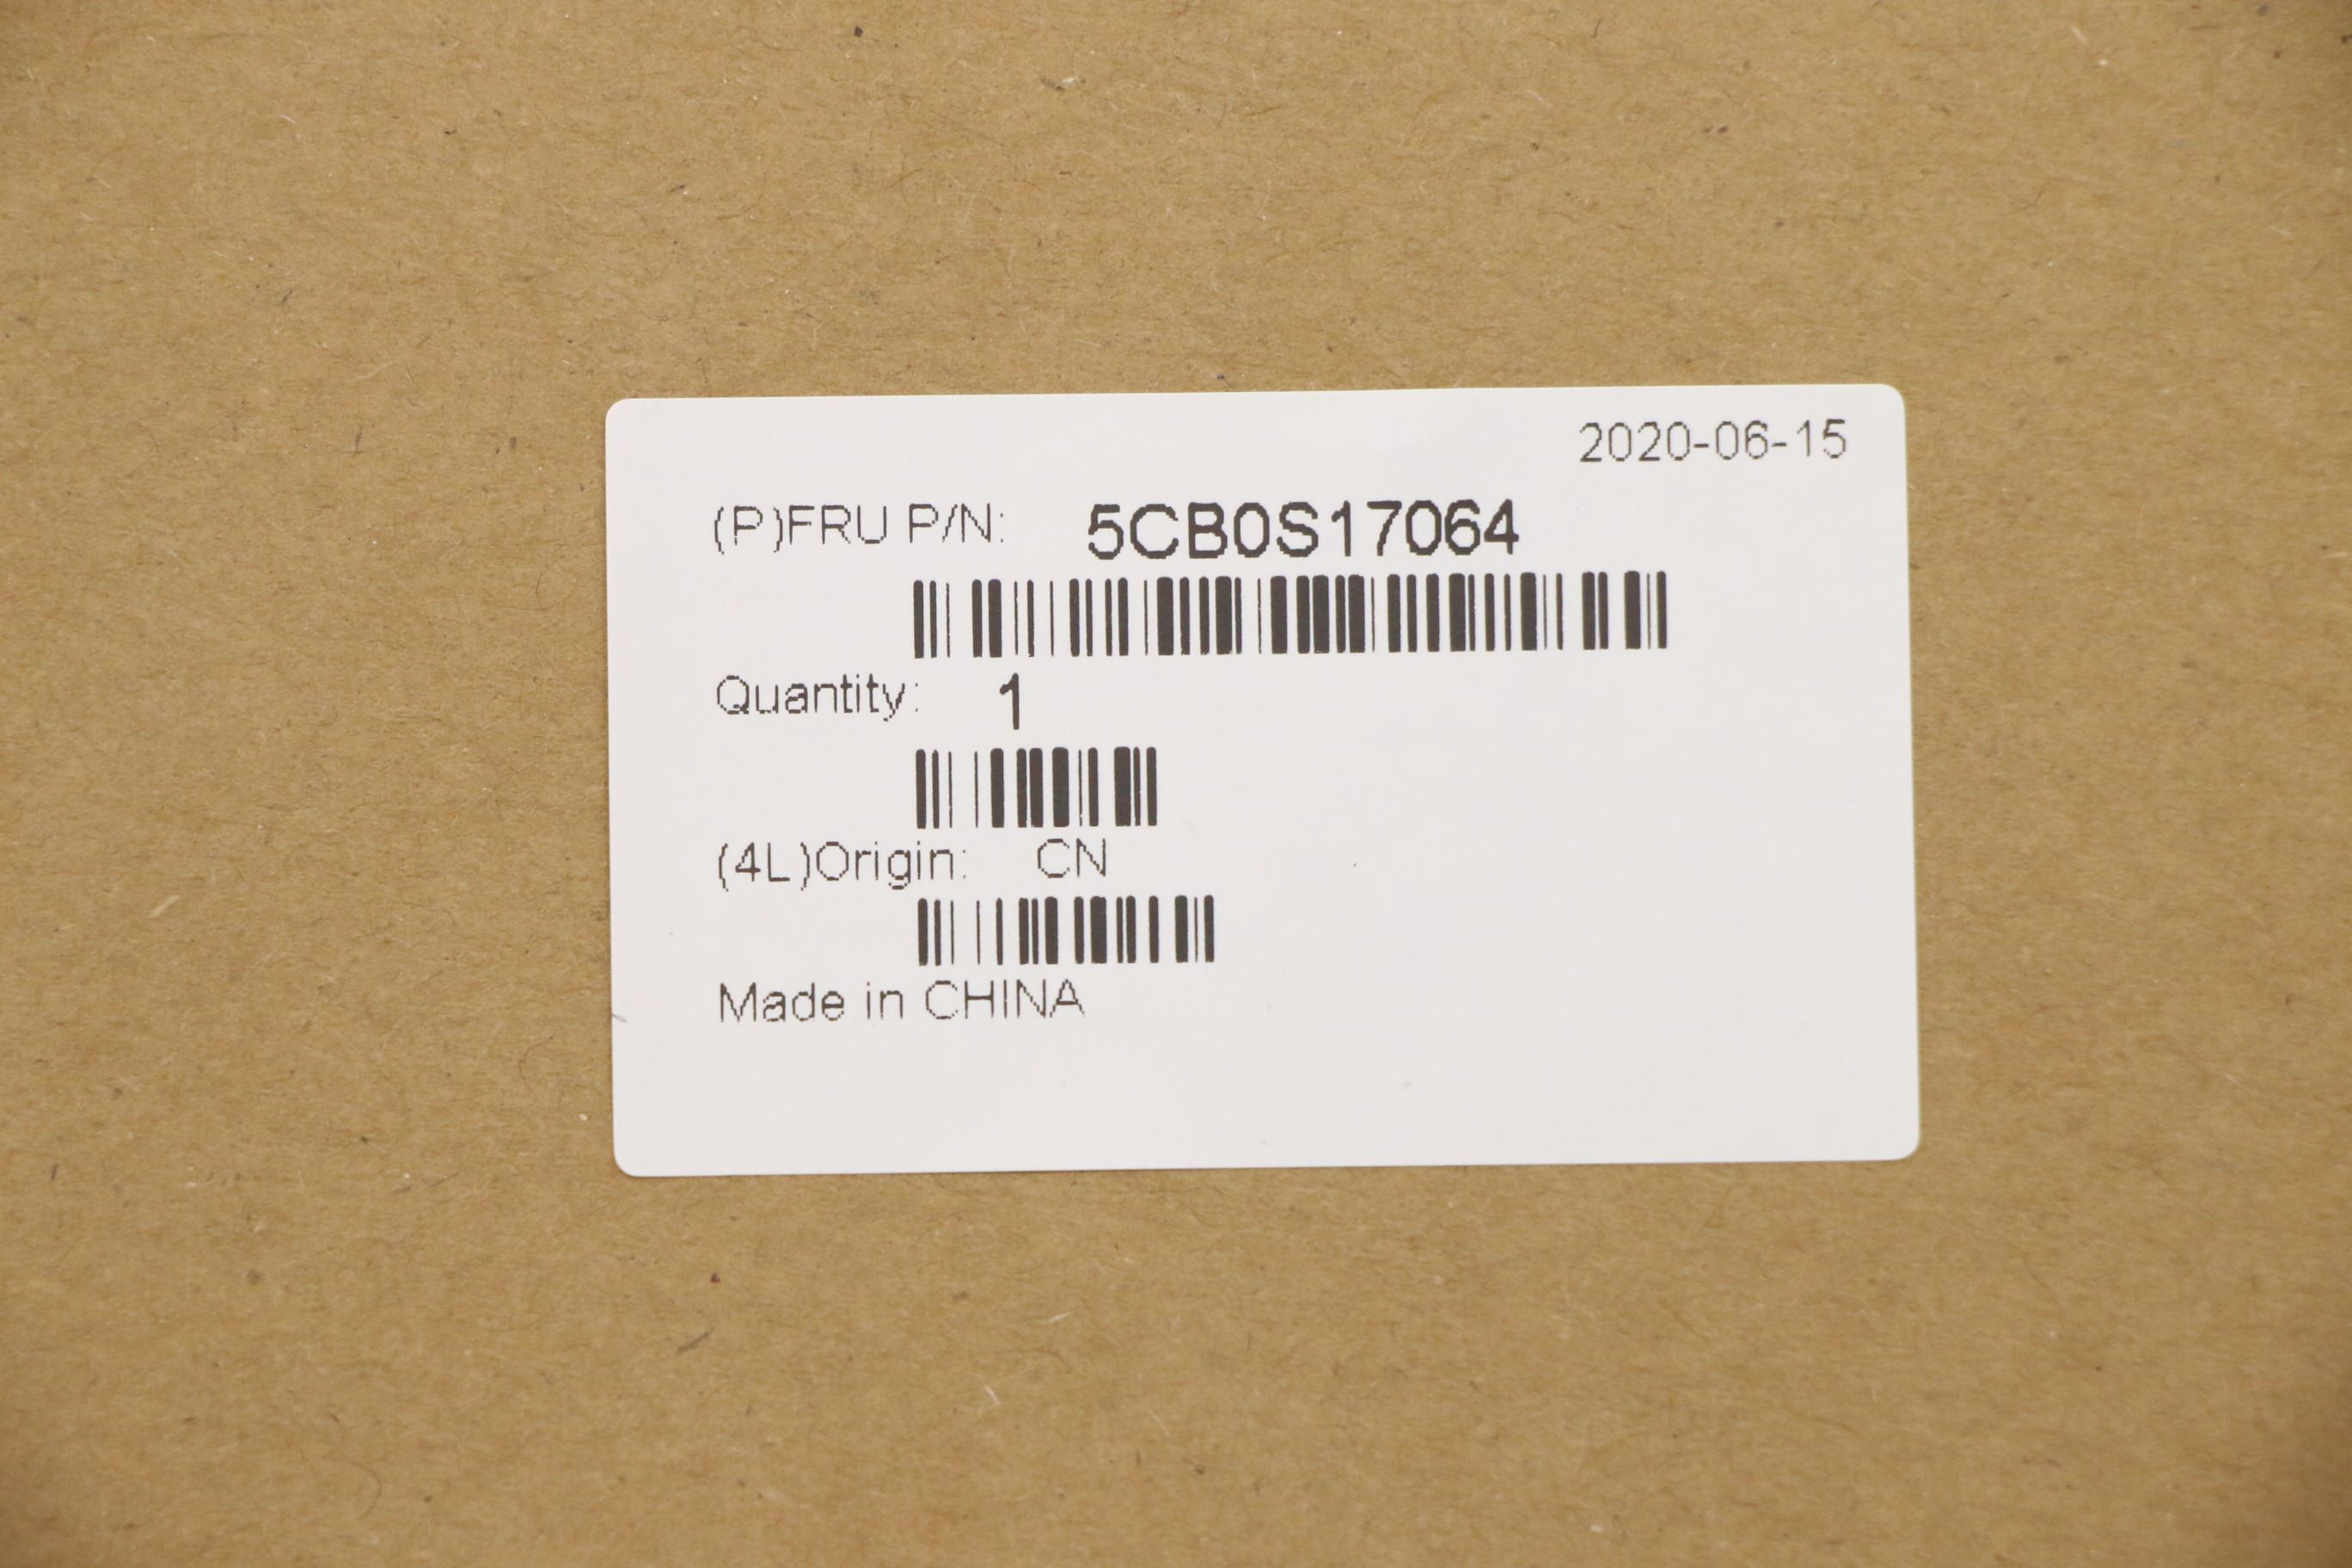 2020-06-15
(P)FRU P/N: 5CB0S17064
Quantity: 1
(4L)Origin: CN
Made in CHINA